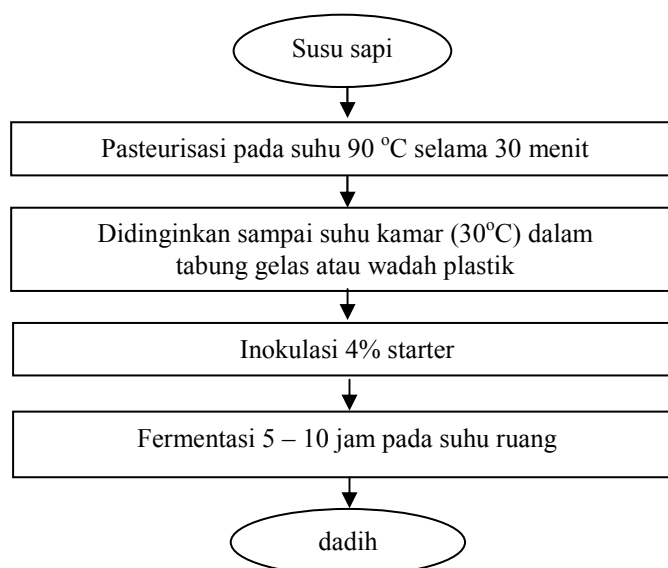 Susu sapi
Pasteurisasi pada suhu 90 °C selama 30 menit
Didinginkan sampai suhu kamar (30°C) dalam
tabung gelas atau wadah plastik
Inokulasi 4% starter
Fermentasi 5 – 10 jam pada suhu ruang
dadih